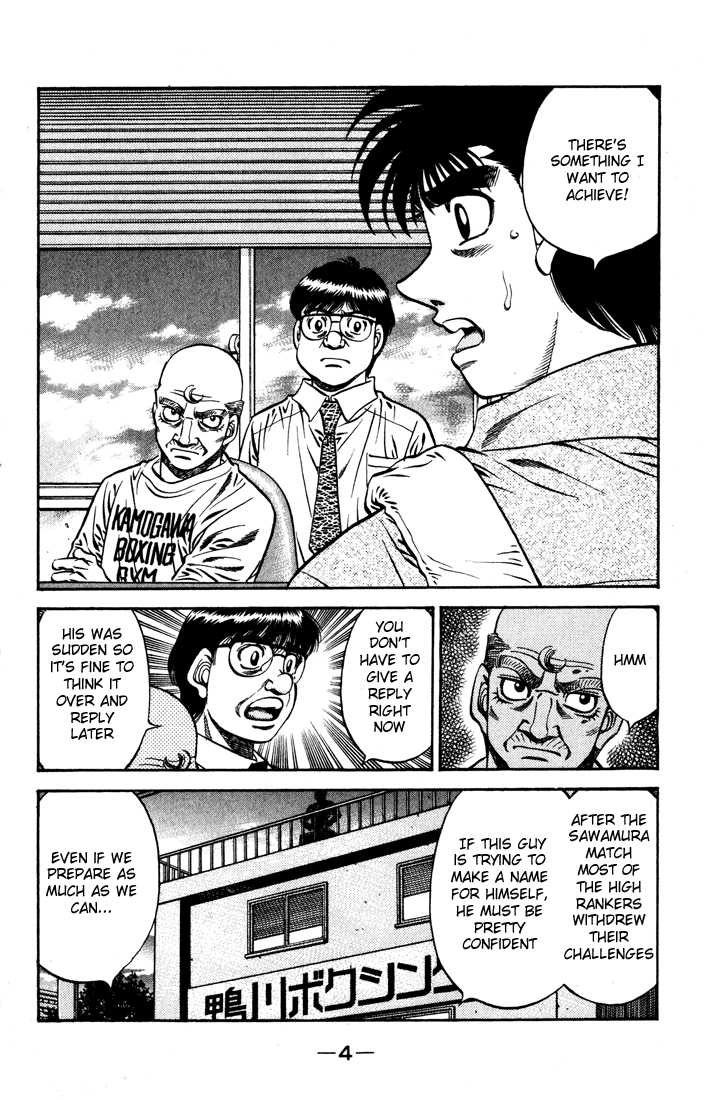 THERE'S
SOMETHING I
WANT TO
ACHIEVE!
KAMOGAWA
BOXING
GYM
HMM
YOU
DON'T
HAVE TO
GIVE A
REPLY
RIGHT
NOW
HIS WAS
SUDDEN SO
IT'S FINE TO
THINK IT
OVER AND
REPLY
LATER
AFTER THE
SAWAMURA
MATCH
MOST OF
THE HIGH
RANKERS
WITHDREW
THEIR
CHALLENGES
IF THIS GUY
IS TRYING TO
MAKE A NAME
FOR HIMSELF,
HE MUST BE
PRETTY
CONFIDENT
EVEN IF WE
PREPARE AS
MUCH AS WE
CAN...
鴨川ボクシング
—4—